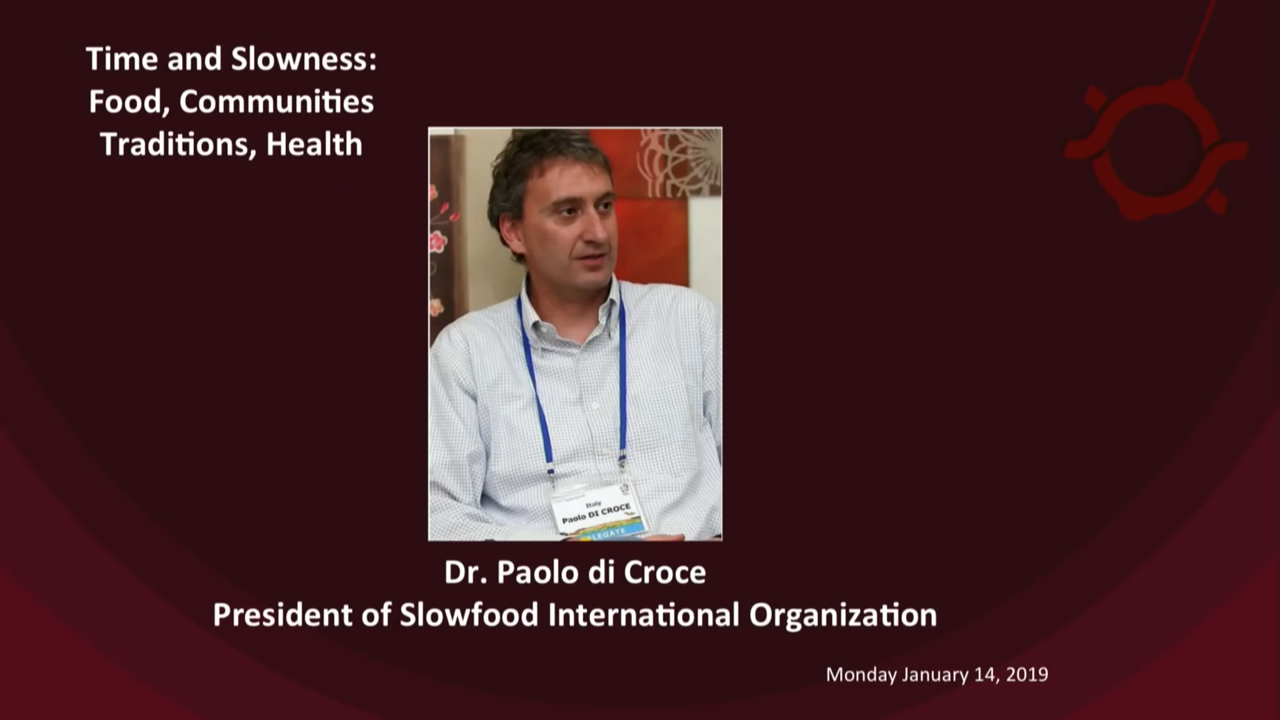 Time and Slowness:
Food, Communities
Traditions, Health
Italy
Paolo DI CROCE
LEGATE
Dr. Paolo di Croce
President of Slowfood International Organization
Monday January 14, 2019